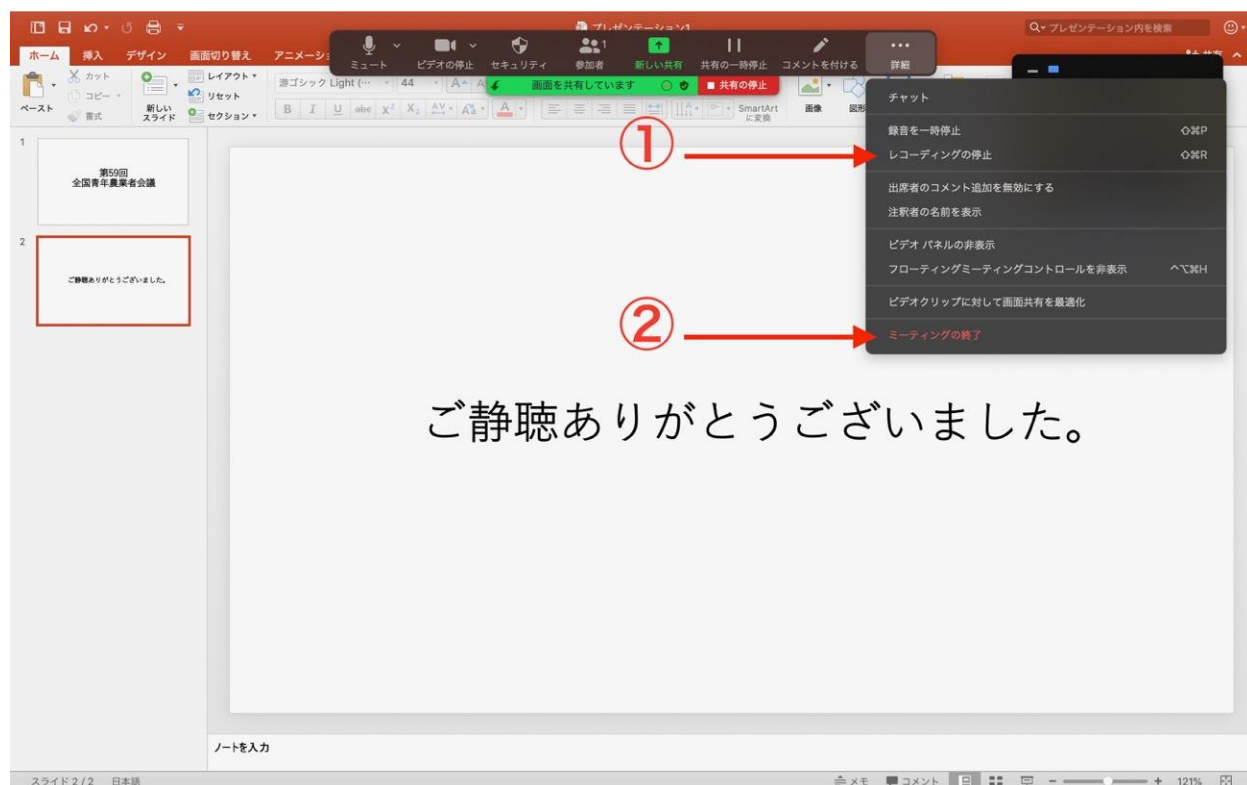 プレゼンテーション1
プレゼンテーション内を検索
ホーム 挿入 デザイン 画面切り替え
ミュート ビデオの停止 セキュリティ 参加者 1 新しい共有 共有の一時停止 コメントを付ける 詳細
画面を共有しています 共有の停止
ペースト
カット
コピー
書式
新しい
スライド
レイアウト
リセット
セクション
游ゴシック Light (… 44
B I U abc X² X₂ AV Aa A
SmartArt
に変換
画像
チャット
録音を一時停止 ⇧⌘P
レコーディングの停止 ⇧⌘R
出席者のコメント追加を無効にする
注釈者の名前を表示
ビデオ パネルの非表示
フローティングミーティングコントロールを非表示 ^⌥⌘H
ビデオクリップに対して画面共有を最適化
ミーティングの終了
①
②
1
第59回
全国青年農業者会議
2
ご静聴ありがとうございました。
ご静聴ありがとうございました。
ノートを入力
スライド 2 / 2 日本語 メモ コメント 121%